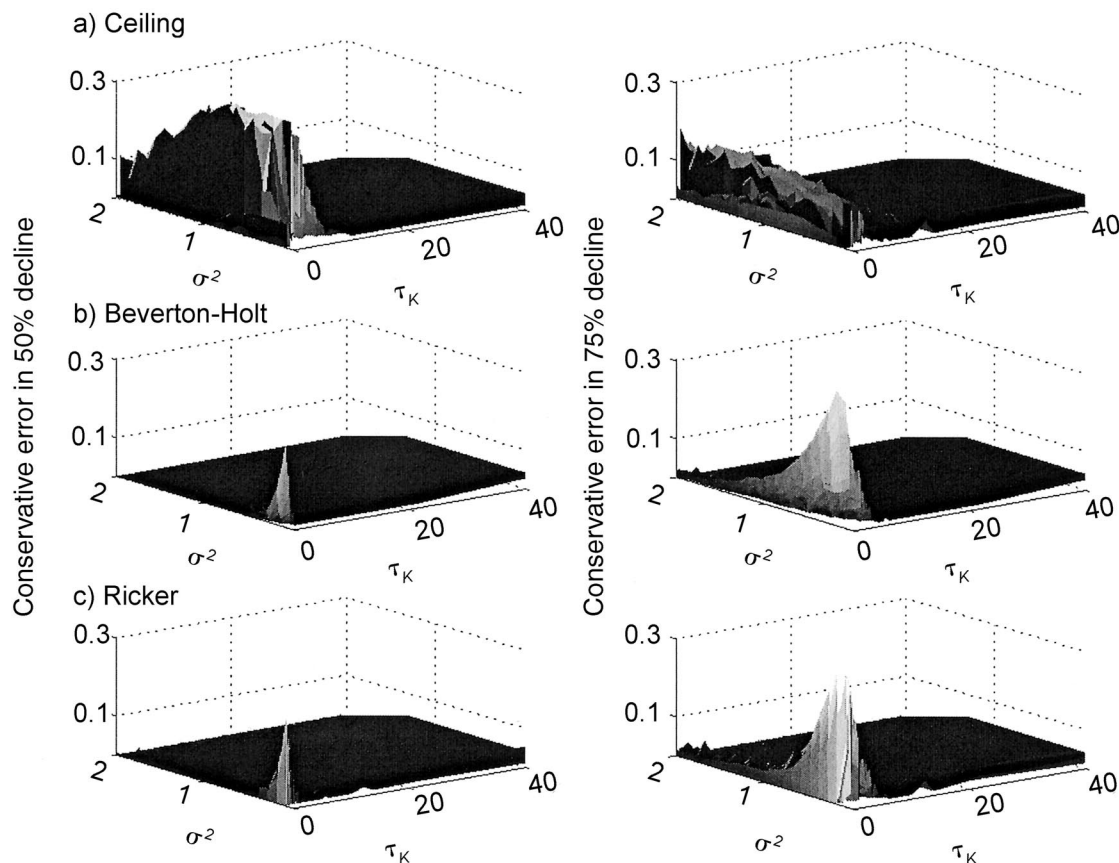 a) Ceiling
0.3
0.1
2
1
0
20
40
σ²
τK
0.3
0.1
2
1
0
20
40
σ²
τK
b) Beverton-Holt
0.3
0.1
2
1
0
20
40
σ²
τK
0.3
0.1
2
1
0
20
40
σ²
τK
c) Ricker
0.3
0.1
2
1
0
20
40
σ²
τK
0.3
0.1
2
1
0
20
40
σ²
τK
Conservative error in 50% decline
Conservative error in 75% decline